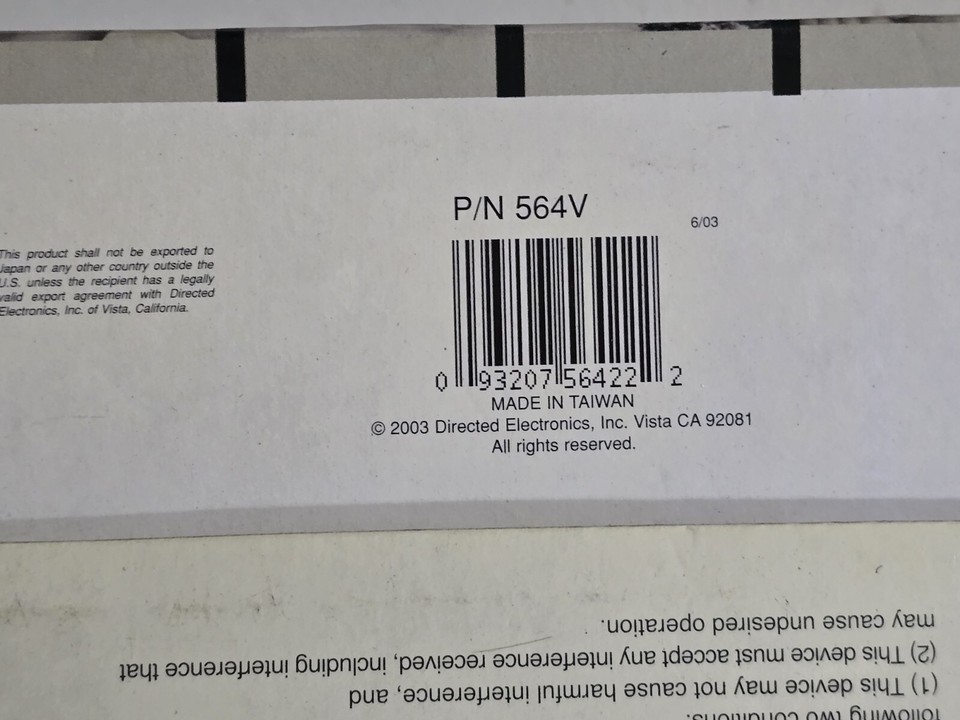 P/N 564V
6/03
This product shall not be exported to
Japan or any other country outside the
U.S. unless the recipient has a legally
valid export agreement with Directed
Electronics, Inc. of Vista, California.
0 93207 56422 2
MADE IN TAIWAN
© 2003 Directed Electronics, Inc. Vista CA 92081
All rights reserved.
following two conditions:
(1) This device may not cause harmful interference, and
(2) This device must accept any interference received, including interference that
may cause undesired operation.